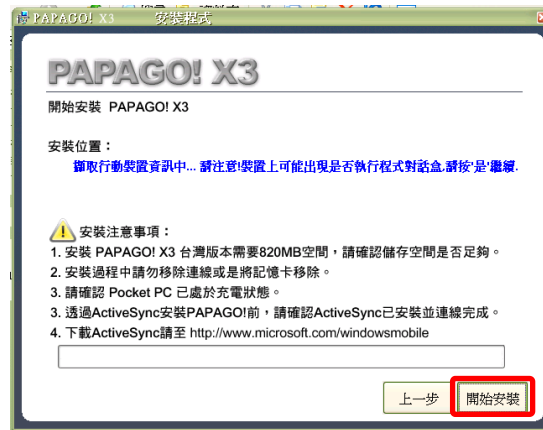 PAPAGO! X3 安裝程式
PAPAGO! X3
開始安裝 PAPAGO! X3
安裝位置：
擷取行動裝置資訊中... 請注意!裝置上可能出現是否執行程式對話盒.請按'是'繼續.
安裝注意事項：
1. 安裝 PAPAGO! X3 台灣版本需要820MB空間，請確認儲存空間是否足夠。
2. 安裝過程中請勿移除連線或是將記憶卡移除。
3. 請確認 Pocket PC 已處於充電狀態。
3. 透過ActiveSync安裝PAPAGO!前，請確認ActiveSync已安裝並連線完成。
4. 下載ActiveSync請至 http://www.microsoft.com/windowsmobile
上一步 開始安裝